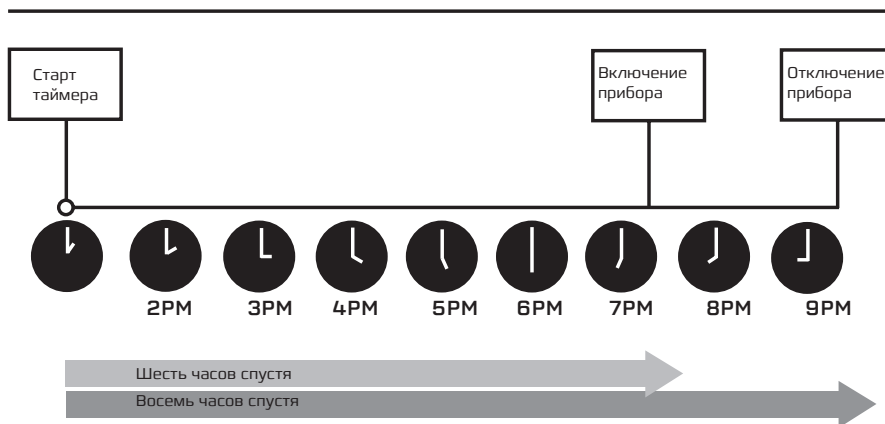 Старт
таймера
Включение
прибора
Отключение
прибора
2PM 3PM 4PM 5PM 6PM 7PM 8PM 9PM
Шесть часов спустя
Восемь часов спустя